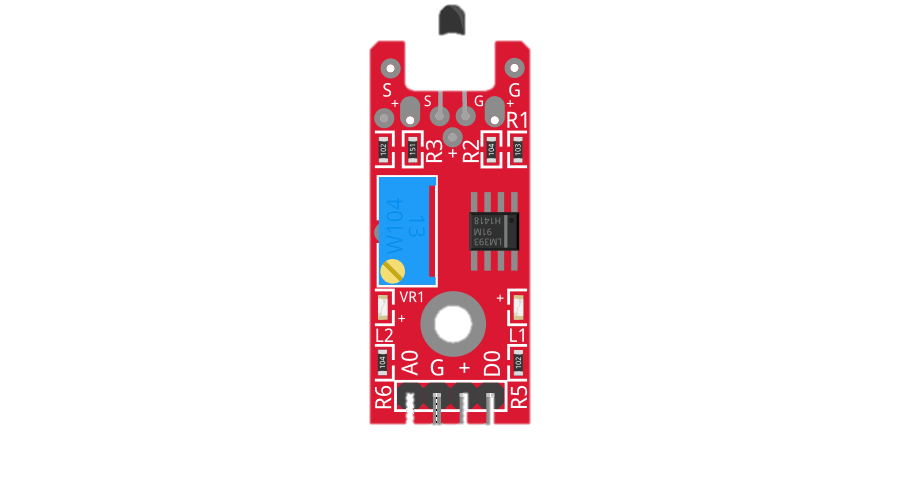 S
G
+
S
G
+
R1
102
151
R3
+
R2
104
103
W104
13
H1418
91M
LM393
VR1
+
+
L2
L1
104
A0
G
+
D0
102
R6
R5